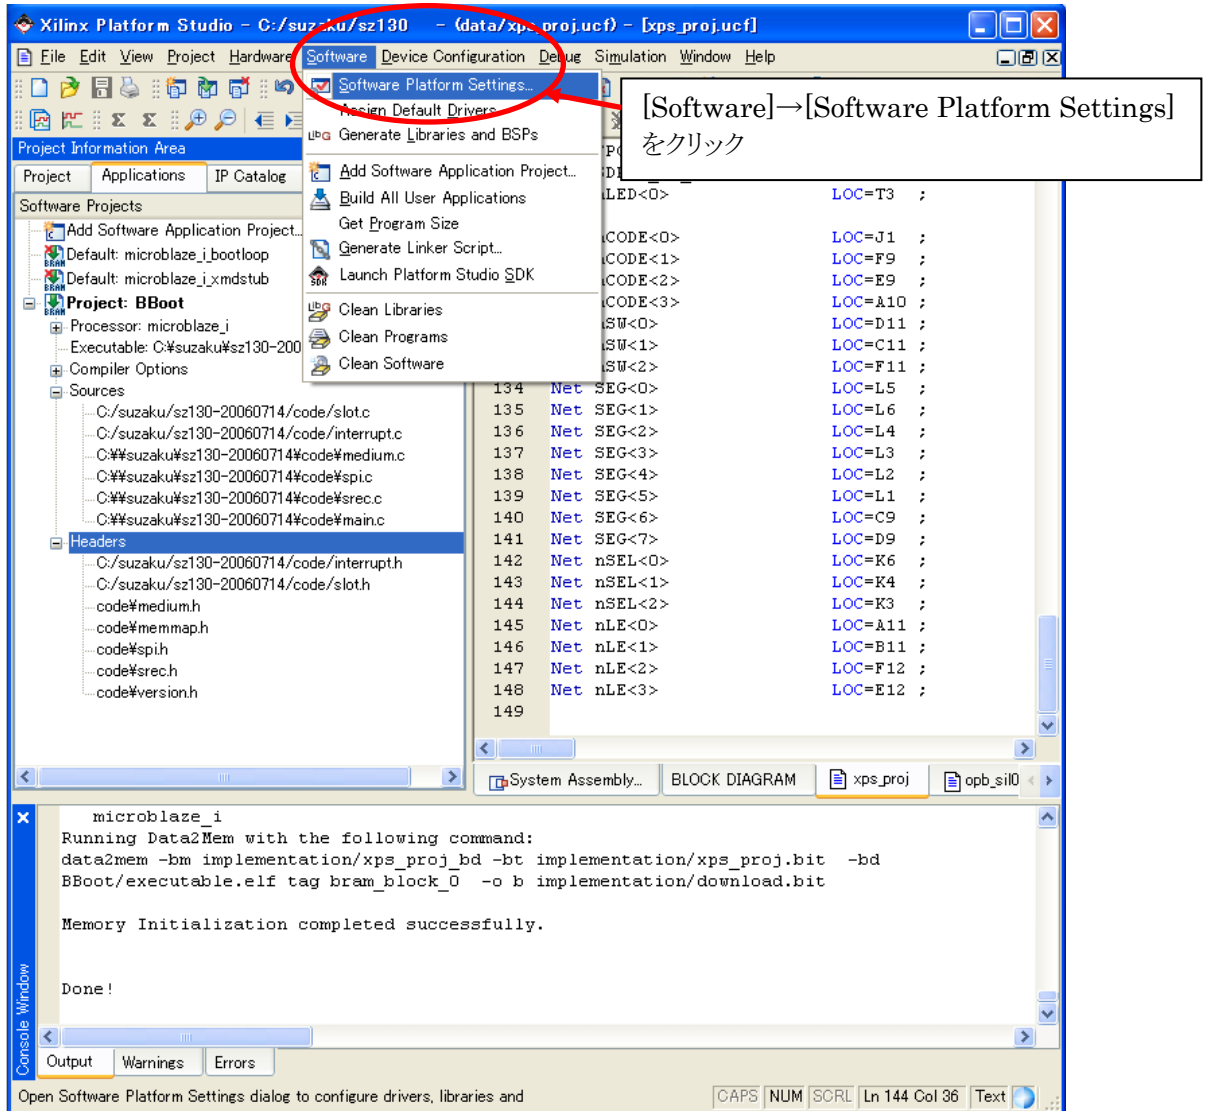 Xilinx Platform Studio - C:/suzaku/sz130 - (data/xps_proj.ucf) - [xps_proj.ucf]
File Edit View Project Hardware Software Device Configuration Debug Simulation Window Help
Software Platform Settings...
Assign Default Drivers
Generate Libraries and BSPs
Add Software Application Project...
Build All User Applications
Get Program Size
Generate Linker Script...
Launch Platform Studio SDK
Clean Libraries
Clean Programs
Clean Software
[Software]→[Software Platform Settings]
をクリック
Project Information Area
Project Applications IP Catalog
Software Projects
Add Software Application Project...
Default: microblaze_i_bootloop
Default: microblaze_i_xmdstub
Project: BBoot
Processor: microblaze_i
Executable: C:¥suzaku¥sz130-200
Compiler Options
Sources
C:/suzaku/sz130-20060714/code/slot.c
C:/suzaku/sz130-20060714/code/interrupt.c
C:¥¥suzaku¥sz130-20060714¥code¥medium.c
C:¥¥suzaku¥sz130-20060714¥code¥spi.c
C:¥¥suzaku¥sz130-20060714¥code¥srec.c
C:¥¥suzaku¥sz130-20060714¥code¥main.c
Headers
C:/suzaku/sz130-20060714/code/interrupt.h
C:/suzaku/sz130-20060714/code/slot.h
code¥medium.h
code¥memmap.h
code¥spi.h
code¥srec.h
code¥version.h
LED<0> LOC=T3 ;
CODE<0> LOC=J1 ;
CODE<1> LOC=F9 ;
CODE<2> LOC=E9 ;
CODE<3> LOC=A10 ;
SW<0> LOC=D11 ;
SW<1> LOC=C11 ;
SW<2> LOC=F11 ;
134 Net SEG<0> LOC=L5 ;
135 Net SEG<1> LOC=L6 ;
136 Net SEG<2> LOC=L4 ;
137 Net SEG<3> LOC=L3 ;
138 Net SEG<4> LOC=L2 ;
139 Net SEG<5> LOC=L1 ;
140 Net SEG<6> LOC=C9 ;
141 Net SEG<7> LOC=D9 ;
142 Net nSEL<0> LOC=K6 ;
143 Net nSEL<1> LOC=K4 ;
144 Net nSEL<2> LOC=K3 ;
145 Net nLE<0> LOC=A11 ;
146 Net nLE<1> LOC=B11 ;
147 Net nLE<2> LOC=F12 ;
148 Net nLE<3> LOC=E12 ;
149
System Assembly... BLOCK DIAGRAM xps_proj opb_sil0
microblaze_i
Running Data2Mem with the following command:
data2mem -bm implementation/xps_proj_bd -bt implementation/xps_proj.bit -bd
BBoot/executable.elf tag bram_block_0 -o b implementation/download.bit
Memory Initialization completed successfully.
Done!
Console Window
Output Warnings Errors
Open Software Platform Settings dialog to configure drivers, libraries and
CAPS NUM SCRL Ln 144 Col 36 Text